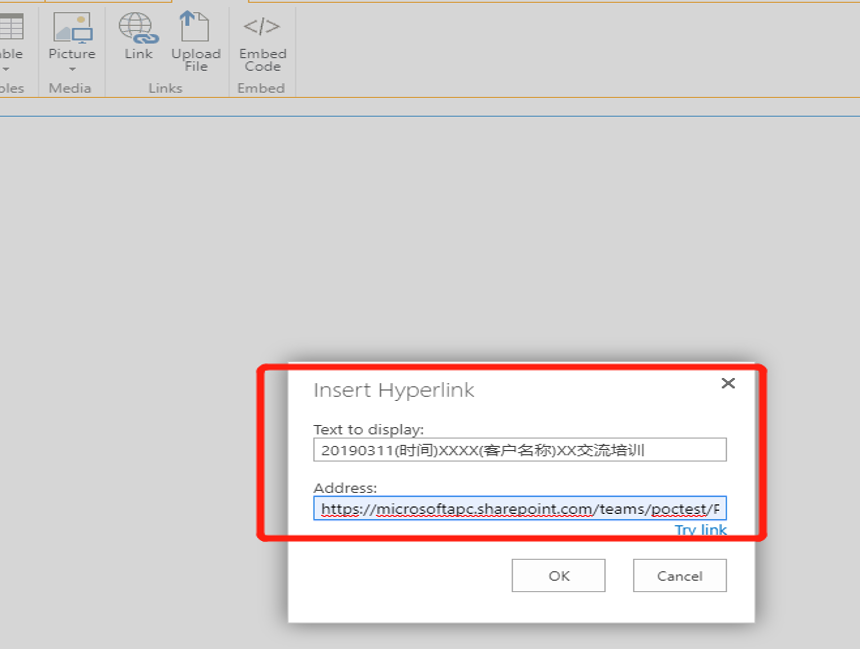 Picture
Link
Upload
File
Embed
Code
Media
Links
Embed
Insert Hyperlink
Text to display:
20190311(时间)XXXX(客户名称)XX交流培训
Address:
https://microsoftapc.sharepoint.com/teams/poctest/
Try link
OK
Cancel